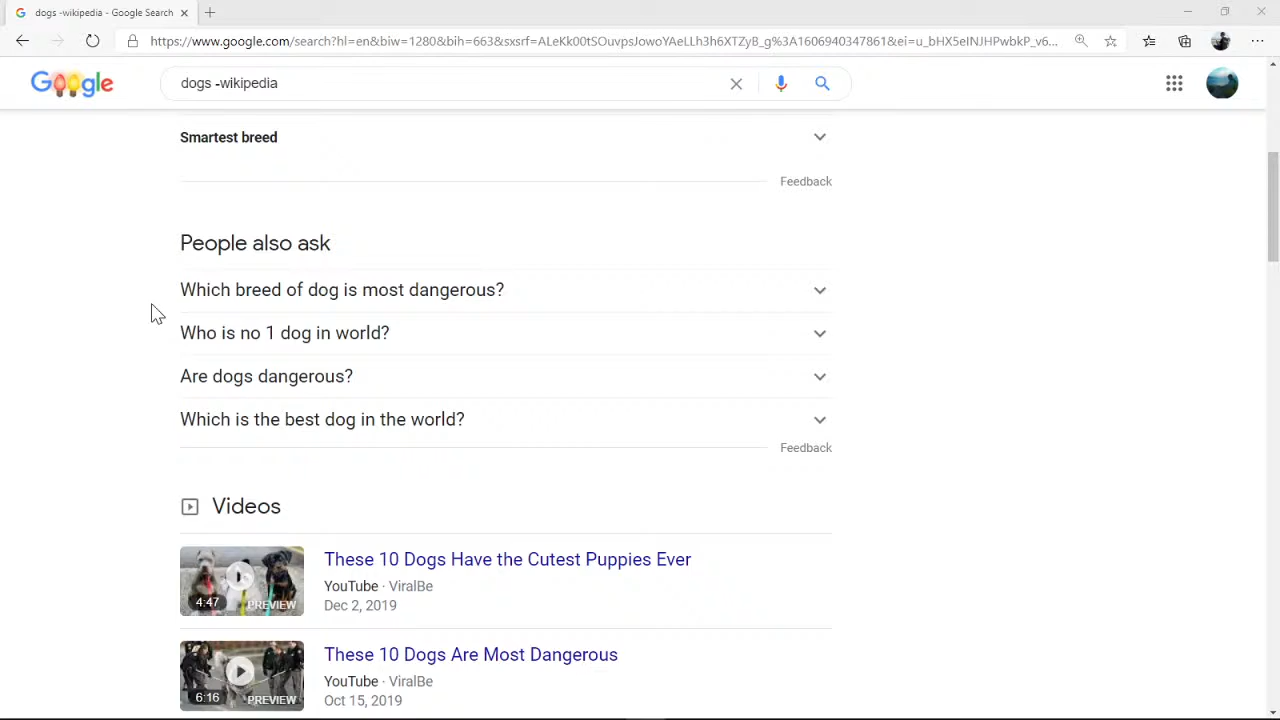 dogs -wikipedia - Google Search
https://www.google.com/search?hl=en&biw=1280&bih=663&sxsrf=ALeKk00tSOuvpsJowoYAeLLh3h6XTZyB_g%3A1606940347861&ei=u_bHX5eINJHPwbkP_v6...
Google
dogs -wikipedia
Smartest breed
Feedback
People also ask
Which breed of dog is most dangerous?
Who is no 1 dog in world?
Are dogs dangerous?
Which is the best dog in the world?
Feedback
Videos
These 10 Dogs Have the Cutest Puppies Ever
YouTube · ViralBe
4:47
PREVIEW
Dec 2, 2019
These 10 Dogs Are Most Dangerous
YouTube · ViralBe
6:16
PREVIEW
Oct 15, 2019